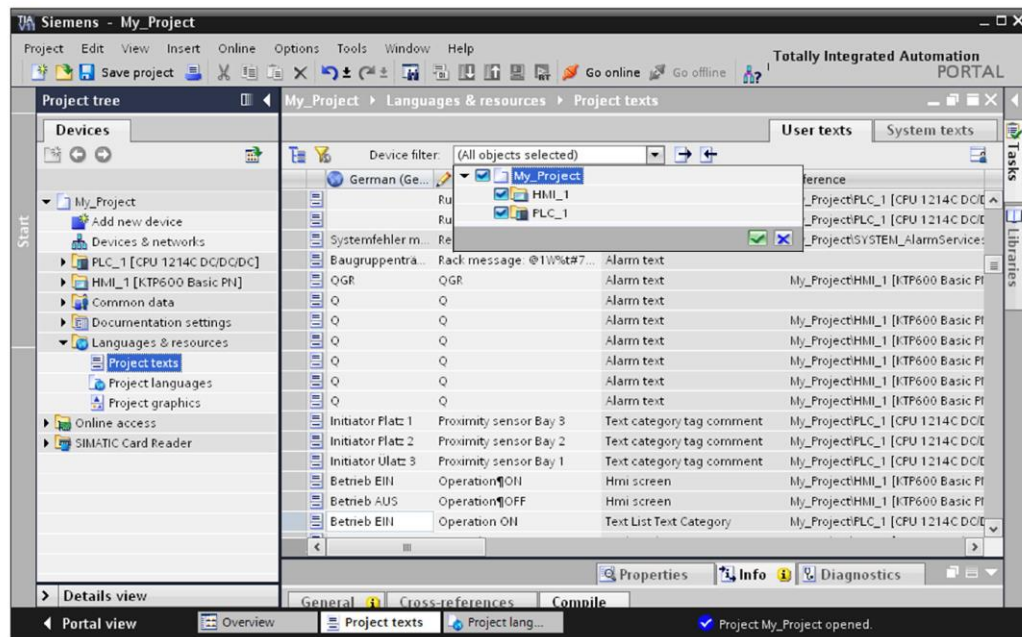 Siemens - My_Project
Project Edit View Insert Online Options Tools Window Help
Totally Integrated Automation
PORTAL
Save project Go online Go offline
Project tree
My_Project Languages & resources Project texts
Devices
User texts System texts
Device filter: (All objects selected)
German (Ge... My_Project
HMI_1
PLC_1
Start
My_Project
Add new device
Devices & networks
PLC_1 [CPU 1214C DC/DC/DC]
HMI_1 [KTP600 Basic PN]
Common data
Documentation settings
Languages & resources
Project texts
Project languages
Project graphics
Online access
SIMATIC Card Reader
ference
Ru _Project\PLC_1 [CPU 1214C DC/D
Ru _Project\PLC_1 [CPU 1214C DC/D
Systemfehler m... Re _Project\SYSTEM_AlarmServices
Baugruppenträ... Rack message: @1W%t#7... Alarm text
QGR QGR Alarm text My_Project\HMI_1 [KTP600 Basic
Q Q Alarm text
Q Q Alarm text My_Project\HMI_1 [KTP600 Basic
Q Q Alarm text My_Project\HMI_1 [KTP600 Basic
Q Q Alarm text My_Project\HMI_1 [KTP600 Basic
Q Q Alarm text My_Project\HMI_1 [KTP600 Basic
Q Q Alarm text My_Project\HMI_1 [KTP600 Basic
Initiator Platz 1 Proximity sensor Bay 3 Text category tag comment My_Project\PLC_1 [CPU 1214C DC/D
Initiator Platz 2 Proximity sensor Bay 2 Text category tag comment My_Project\PLC_1 [CPU 1214C DC/D
Initiator Ulatz 3 Proximity sensor Bay 1 Text category tag comment My_Project\PLC_1 [CPU 1214C DC/D
Betrieb EIN Operation¶ON Hmi screen My_Project\HMI_1 [KTP600 Basic
Betrieb AUS Operation¶OFF Hmi screen My_Project\HMI_1 [KTP600 Basic
Betrieb EIN Operation ON Text List Text Category My_Project\PLC_1 [CPU 1214C DC/D
Tasks
Libraries
Properties Info Diagnostics
Details view
General Cross-references Compile
Portal view Overview Project texts Project lang... Project My_Project opened.